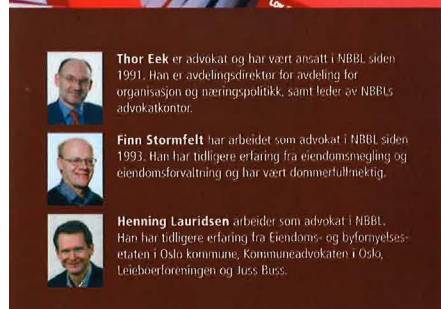 Thor Eek er advokat og har vært ansatt i NBBL siden
1991. Han er avdelingsdirektør for avdeling for
organisasjon og næringspolitikk, samt leder av NBBLs
advokatkontor.
Finn Stormfelt har arbeidet som advokat i NBBL siden
1993. Han har tidligere erfaring fra eiendomsmegling og
eiendomsforvaltning og har vært dommerfullmektig.
Henning Lauridsen arbeider som advokat i NBBL.
Han har tidligere erfaring fra Eiendoms- og byfornyelses-
etaten i Oslo kommune, Kommuneadvokaten i Oslo,
Leieboerforeningen og Juss Buss.